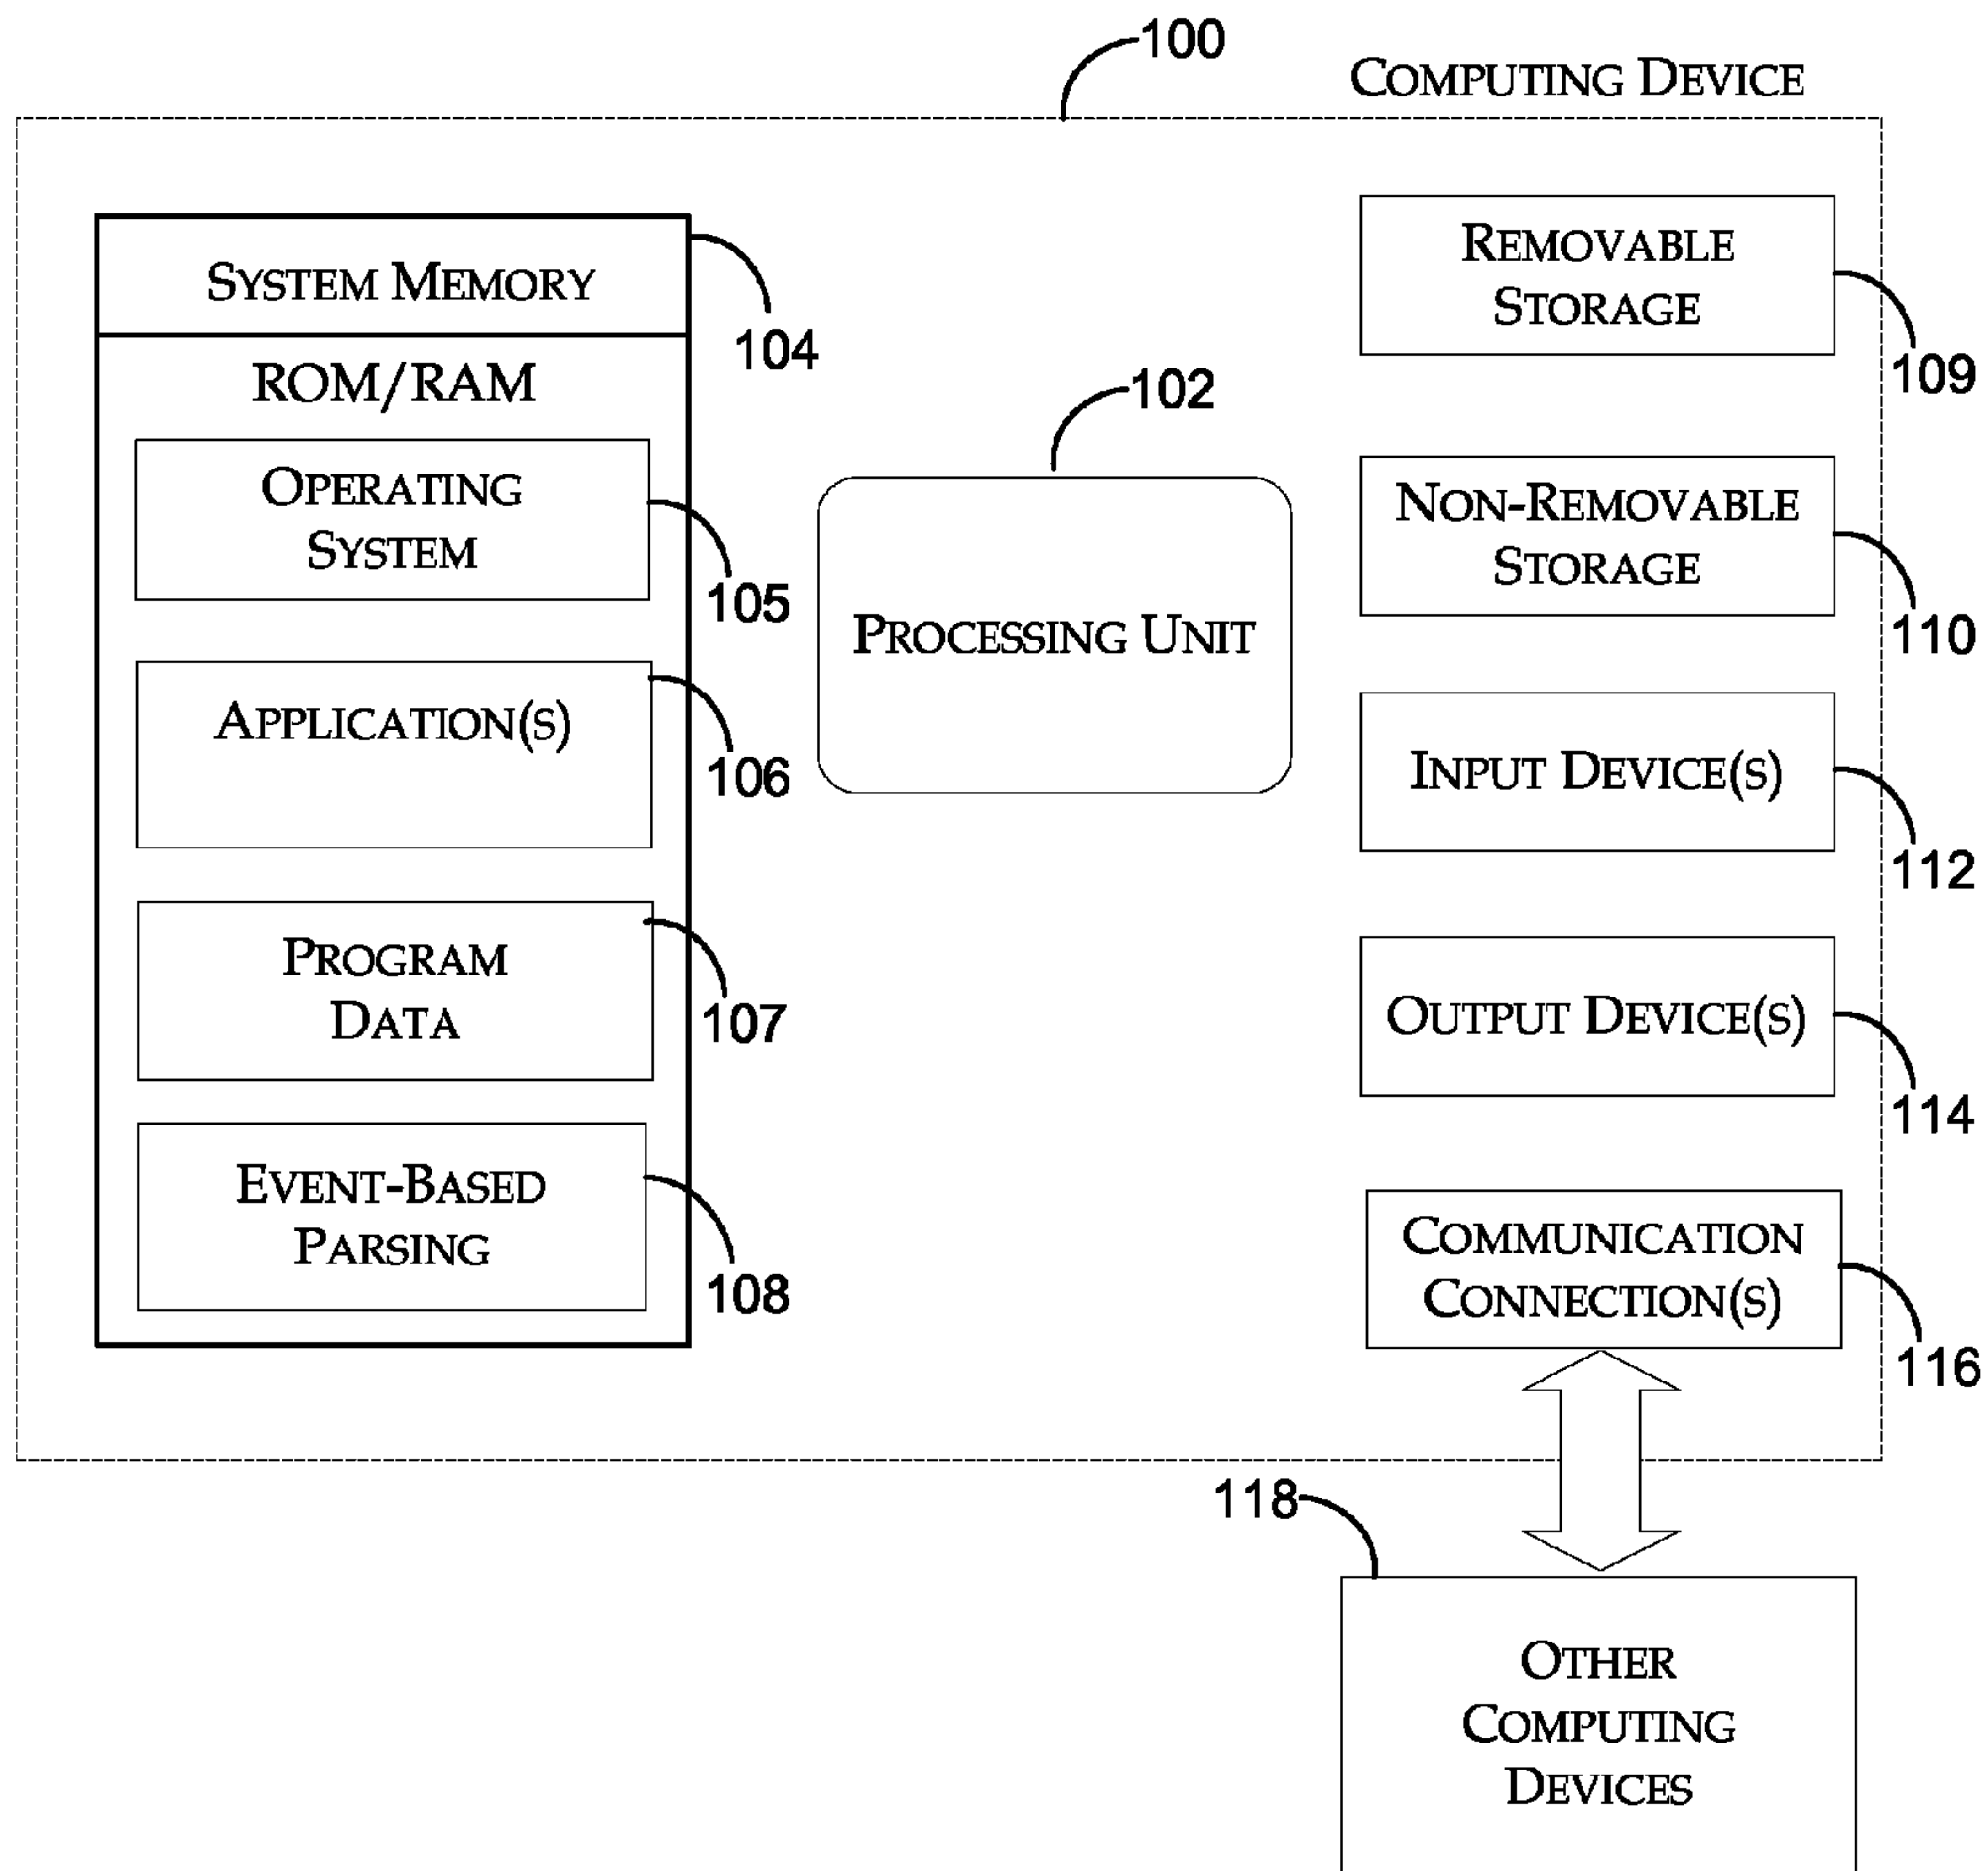 100
COMPUTING DEVICE
SYSTEM MEMORY
104
ROM/RAM
OPERATING
SYSTEM
105
APPLICATION(S)
106
PROGRAM
DATA
107
EVENT-BASED
PARSING
108
102
PROCESSING UNIT
REMOVABLE
STORAGE
109
NON-REMOVABLE
STORAGE
110
INPUT DEVICE(S)
112
OUTPUT DEVICE(S)
114
COMMUNICATION
CONNECTION(S)
116
118
OTHER
COMPUTING
DEVICES